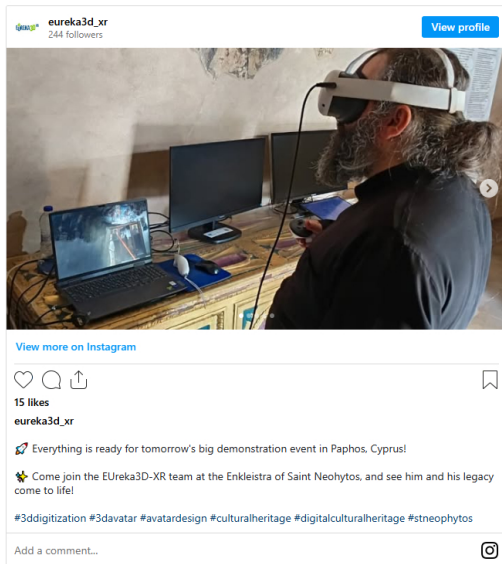 eureka3d_xr
244 followers
View profile
View more on Instagram
15 likes
eureka3d_xr
🚀 Everything is ready for tomorrow's big demonstration event in Paphos, Cyprus!
✨ Come join the EUreka3D-XR team at the Enkleistra of Saint Neohytos, and see him and his legacy
come to life!
#3ddigitization #3davatar #avatardesign #culturalheritage #digitalculturalheritage #stneophytos
Add a comment...